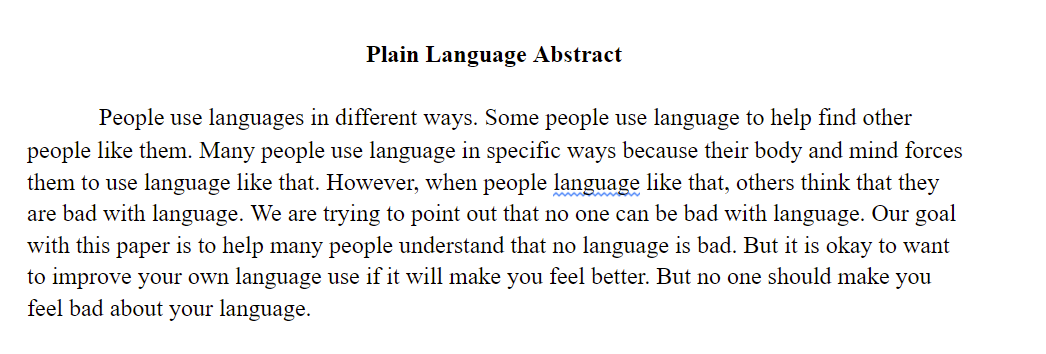 Plain Language Abstract
People use languages in different ways. Some people use language to help find other
people like them. Many people use language in specific ways because their body and mind forces
them to use language like that. However, when people language like that, others think that they
are bad with language. We are trying to point out that no one can be bad with language. Our goal
with this paper is to help many people understand that no language is bad. But it is okay to want
to improve your own language use if it will make you feel better. But no one should make you
feel bad about your language.